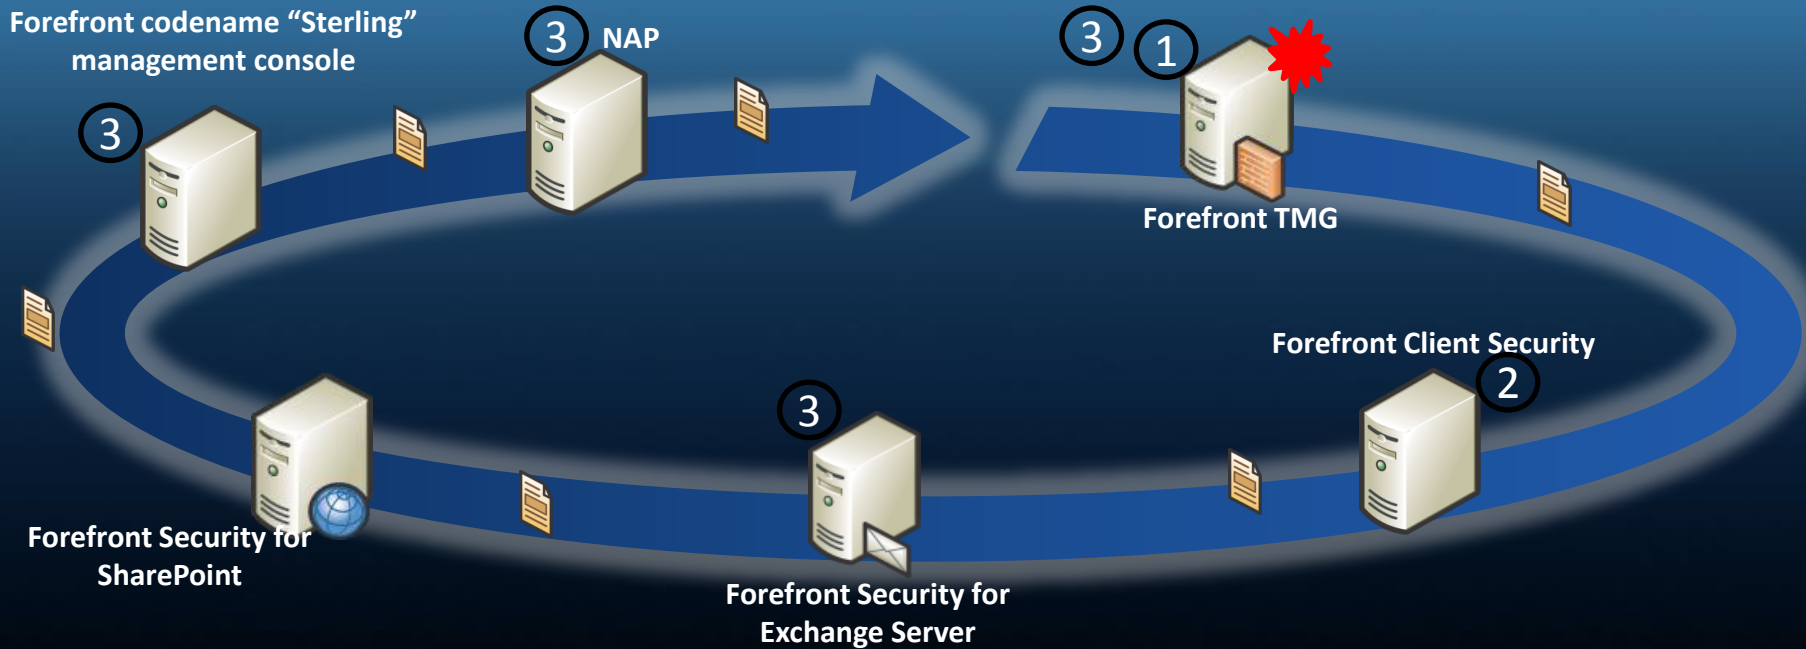 Forefront codename “Sterling”
management console
3
3
NAP
3
1
Forefront TMG
Forefront Client Security
2
3
Forefront Security for
SharePoint
Forefront Security for
Exchange Server